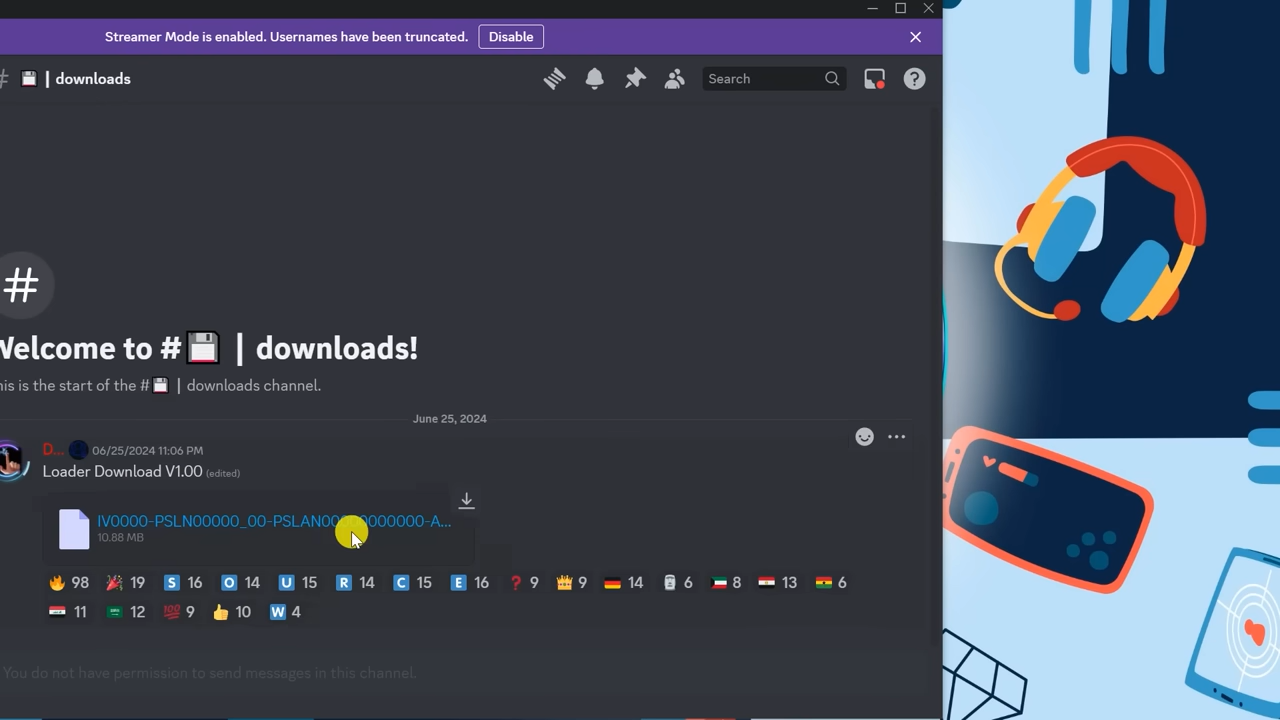 Streamer Mode is enabled. Usernames have been truncated. Disable
# | downloads
Search
Welcome to # | downloads!
his is the start of the # | downloads channel.
June 25, 2024
D... 06/25/2024 11:06 PM
Loader Download V1.00 (edited)
IV0000-PSLN00000_00-PSLAN00 0000000-A...
10.88 MB
98 19 S 16 O 14 U 15 R 14 C 15 E 16 ? 9 9 14 6 8 13 6
11 12 100 9 10 W 4
You do not have permission to send messages in this channel.